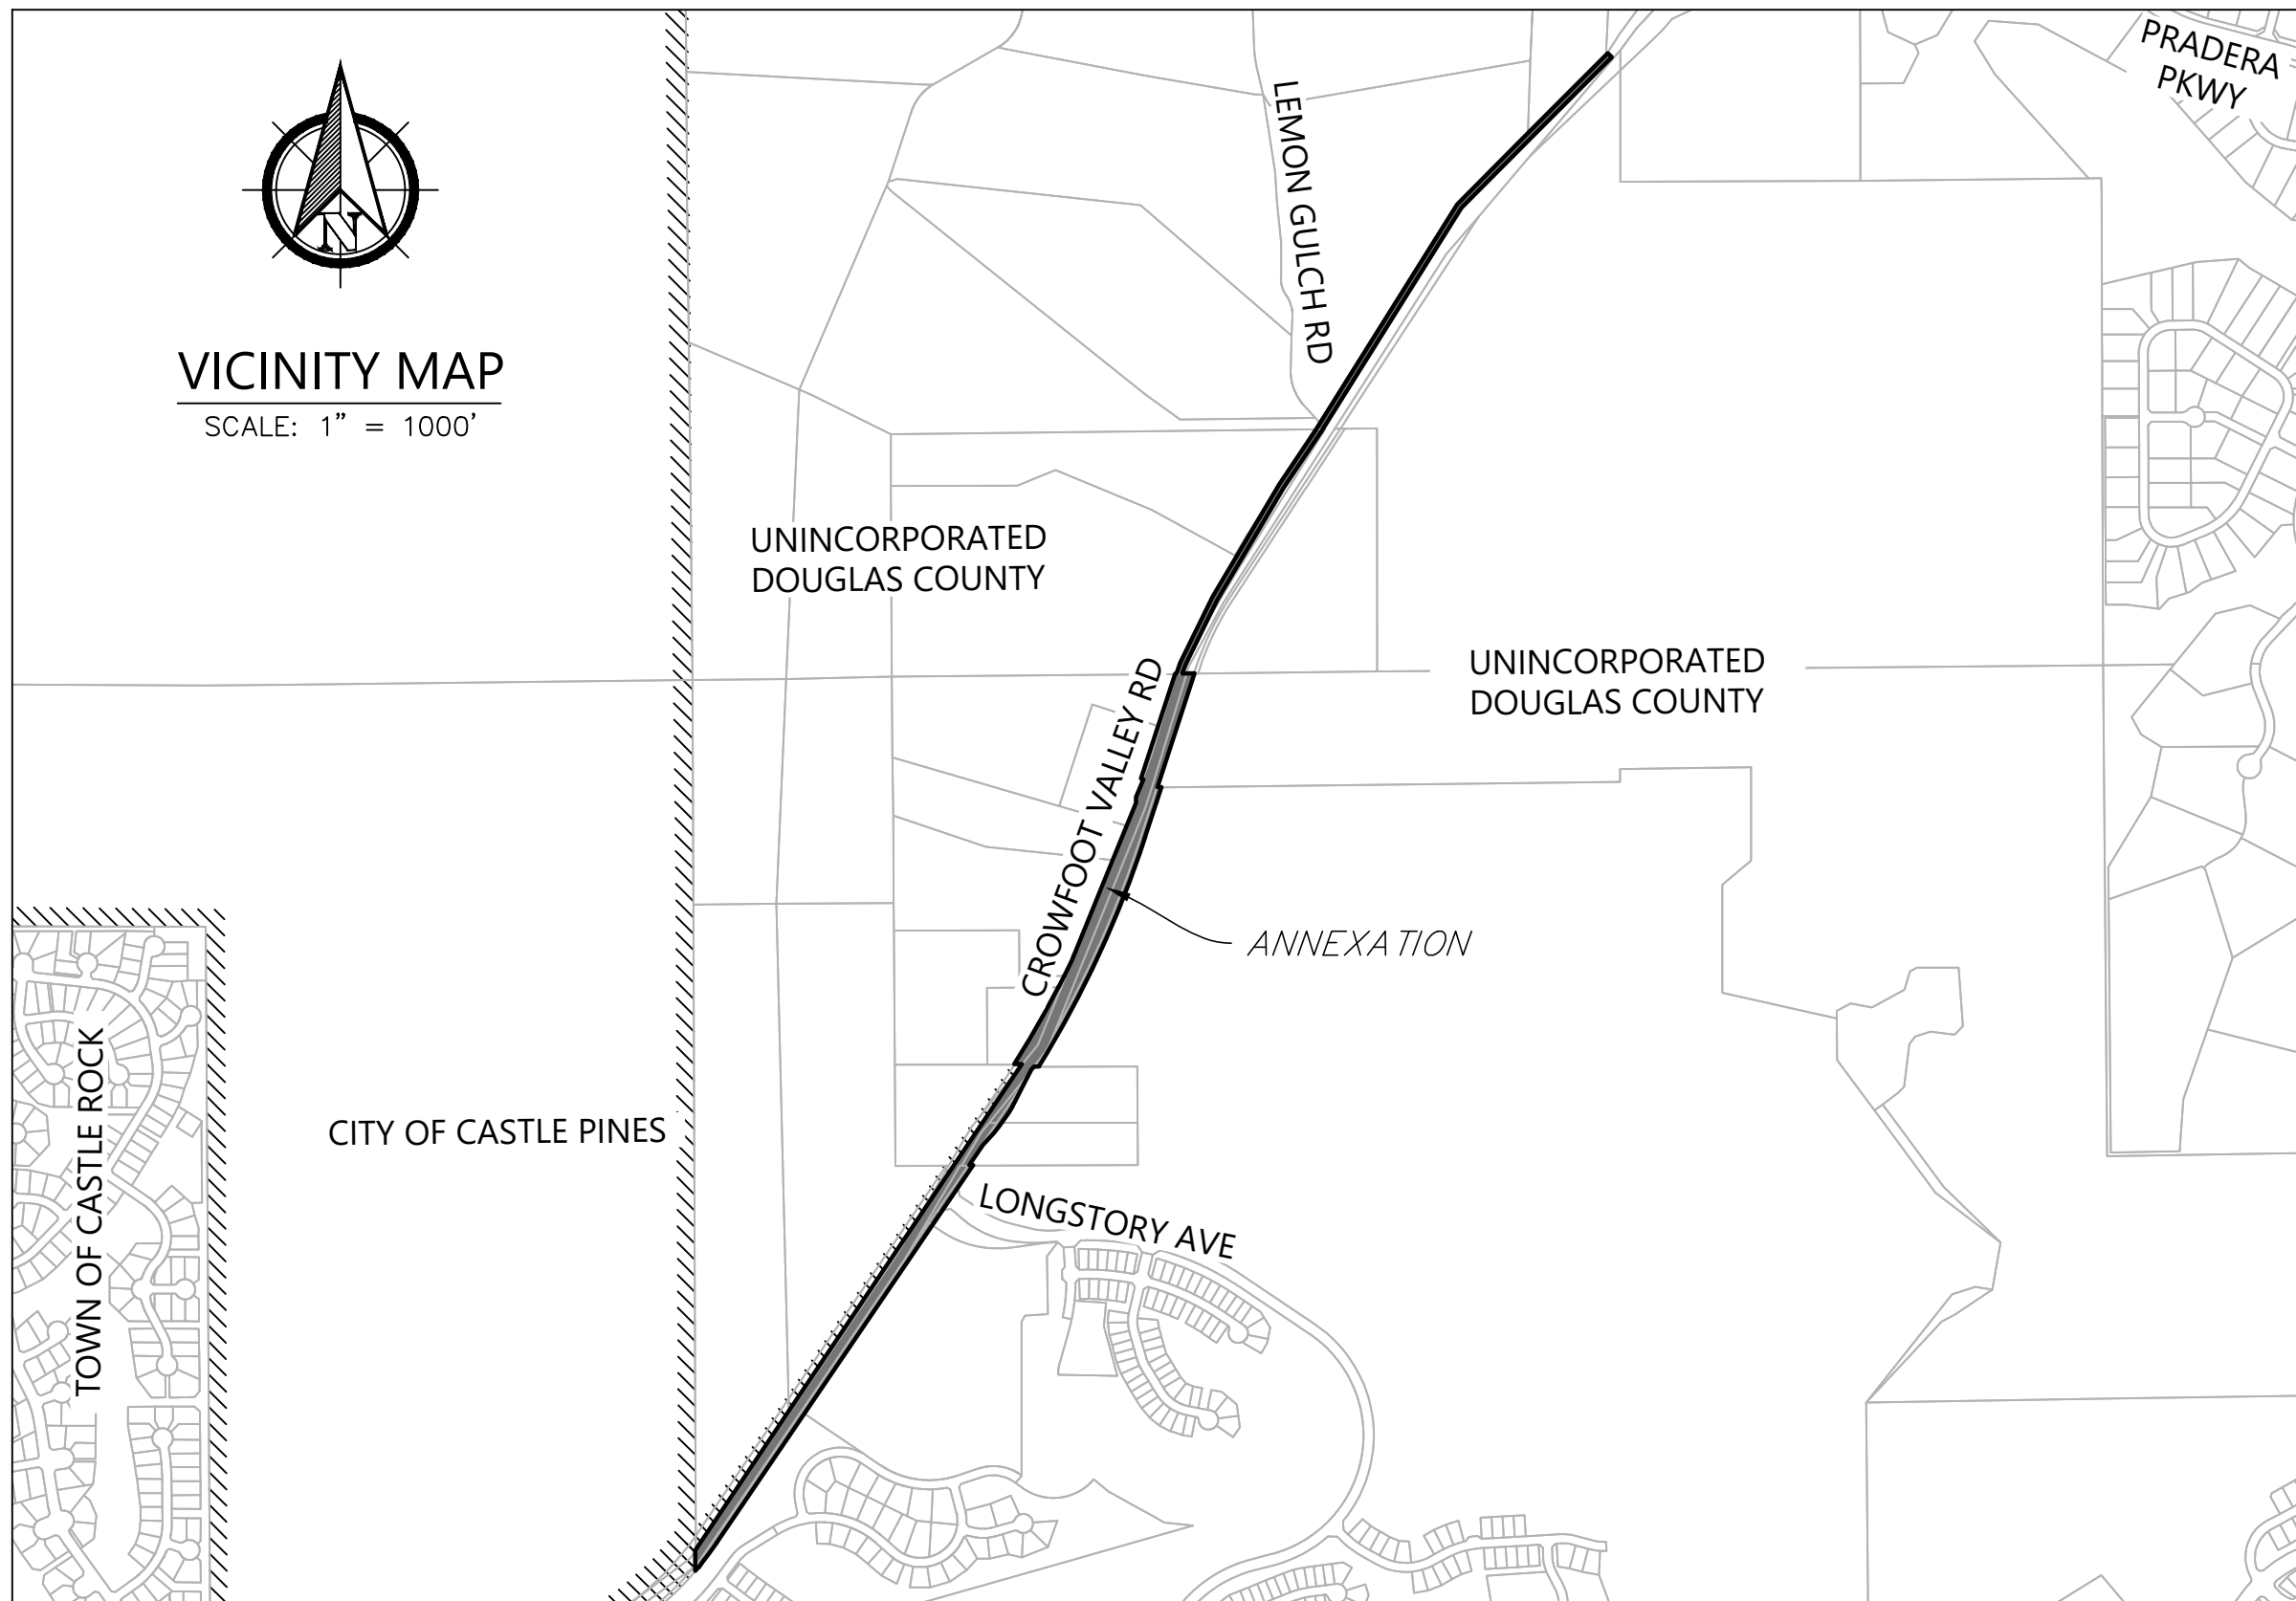 PRADERA
PKWY
LEMON GULCH RD
N
VICINITY MAP
SCALE: 1” = 1000’
UNINCORPORATED
DOUGLAS COUNTY
UNINCORPORATED
DOUGLAS COUNTY
CROWFOOT VALLEY RD
ANNEXATION
TOWN OF CASTLE ROCK
CITY OF CASTLE PINES
LONGSTORY AVE